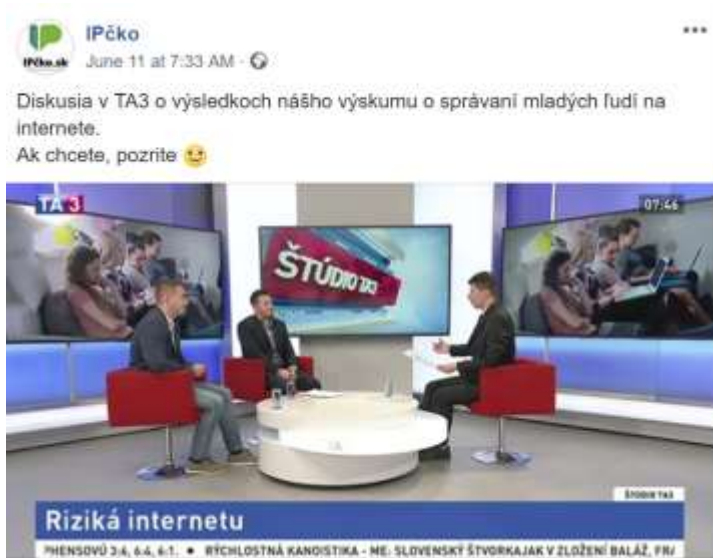 IPčko
IPčko.sk
June 11 at 7:33 AM ·
Diskusia v TA3 o výsledkoch nášho výskumu o správaní mladých ľudí na
internete.
Ak chcete, pozrite
TA3
07:46
ŠTÚDIO TA3
ŠTÚDIO TA3
Riziká internetu
PHENSOVÚ 3:6, 6:4, 6:1. • RÝCHLOSTNÁ KANOISTIKA - ME: SLOVENSKÝ ŠTVORKAJAK V ZLOŽENÍ BALÁŽ, FRA